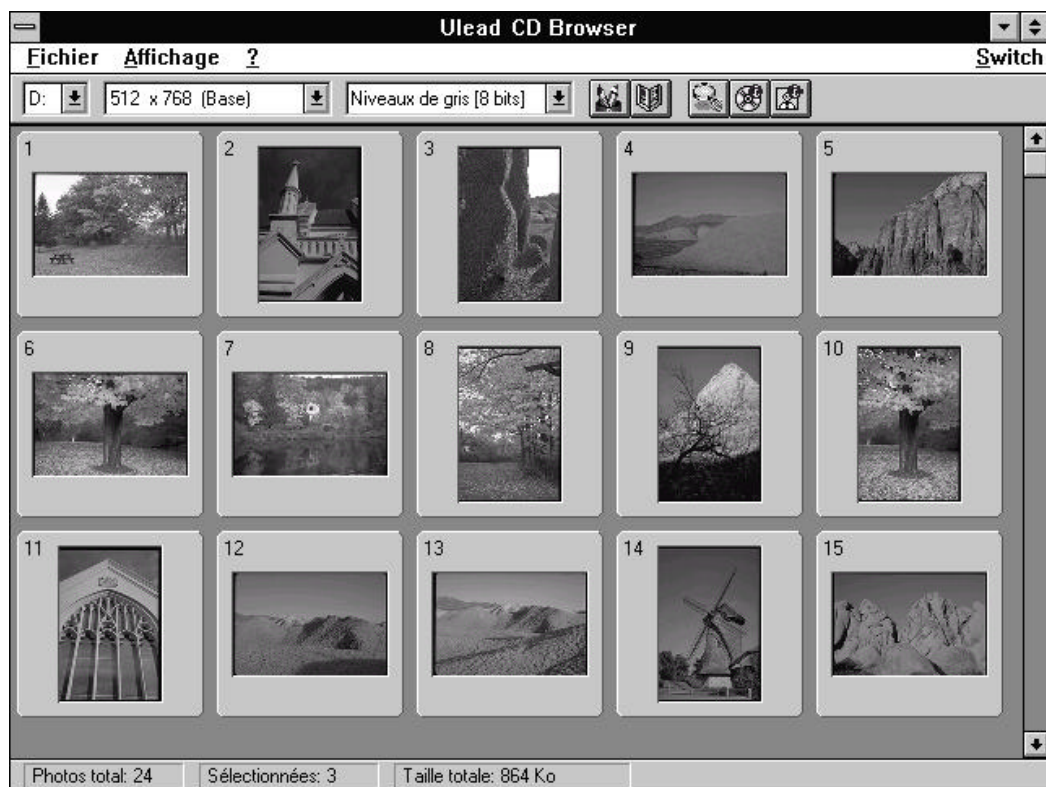 Ulead CD Browser
Fichier Affichage ? Switch
D: 512 x 768 (Base) Niveaux de gris [8 bits]
1 2 3 4 5
6 7 8 9 10
11 12 13 14 15
Photos total: 24 Sélectionnées: 3 Taille totale: 864 Ko